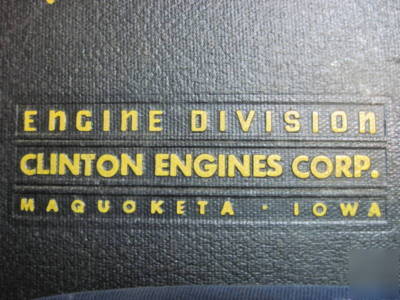 ENGINE DIVISION
CLINTON ENGINES CORP.
MAQUOKETA · IOWA